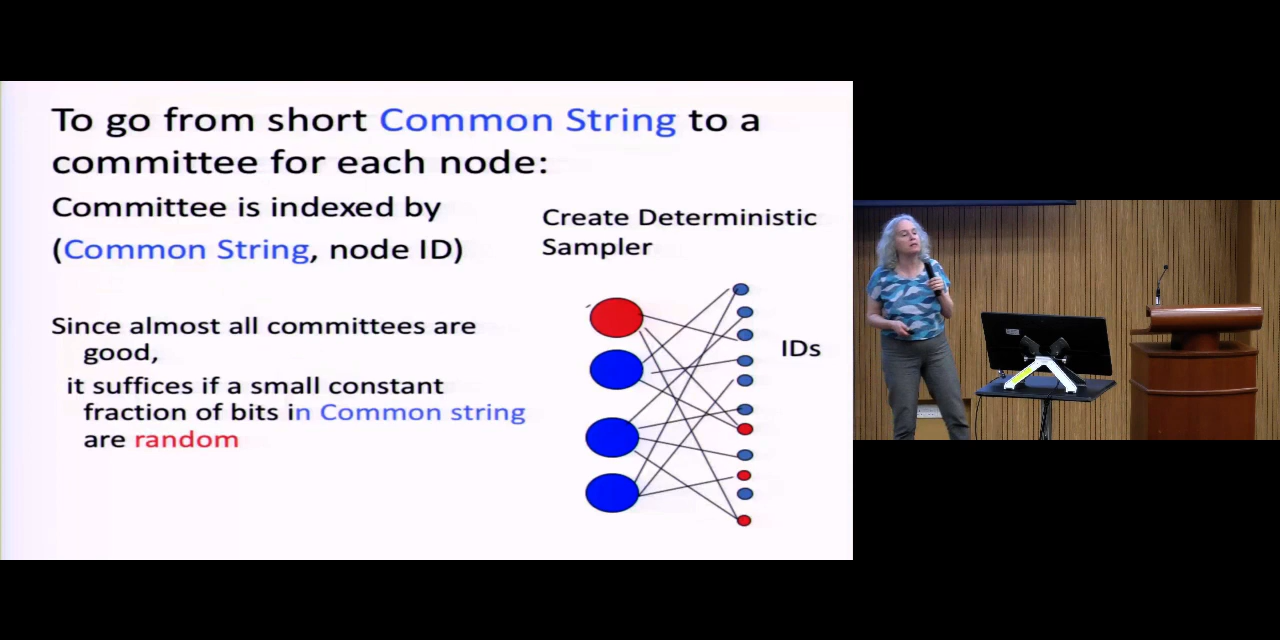 To go from short Common String to a
committee for each node:
Committee is indexed by
(Common String, node ID)
Since almost all committees are
good,
it suffices if a small constant
fraction of bits in Common string
are random
Create Deterministic
Sampler
IDs